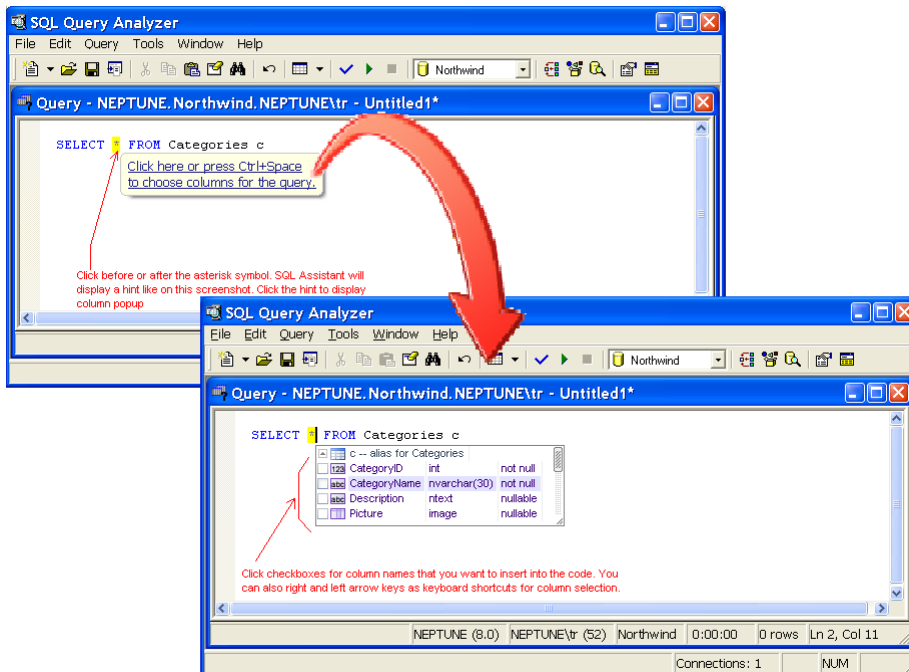 SQL Query Analyzer
File Edit Query Tools Window Help
Northwind
Query - NEPTUNE.Northwind.NEPTUNE\tr - Untitled1*
SELECT * FROM Categories c
Click here or press Ctrl+Space
to choose columns for the query.
Click before or after the asterisk symbol. SQL Assistant will
display a hint like on this screenshot. Click the hint to display
column popup
SQL Query Analyzer
File Edit Query Tools Window Help
Northwind
Query - NEPTUNE.Northwind.NEPTUNE\tr - Untitled1*
SELECT * FROM Categories c
c -- alias for Categories
123 CategoryID int not null
abc CategoryName nvarchar(30) not null
abc Description ntext nullable
Picture image nullable
Click checkboxes for column names that you want to insert into the code. You
can also right and left arrow keys as keyboard shortcuts for column selection.
NEPTUNE (8.0) NEPTUNE\tr (52) Northwind 0:00:00 0 rows Ln 2, Col 11
Connections: 1 NUM